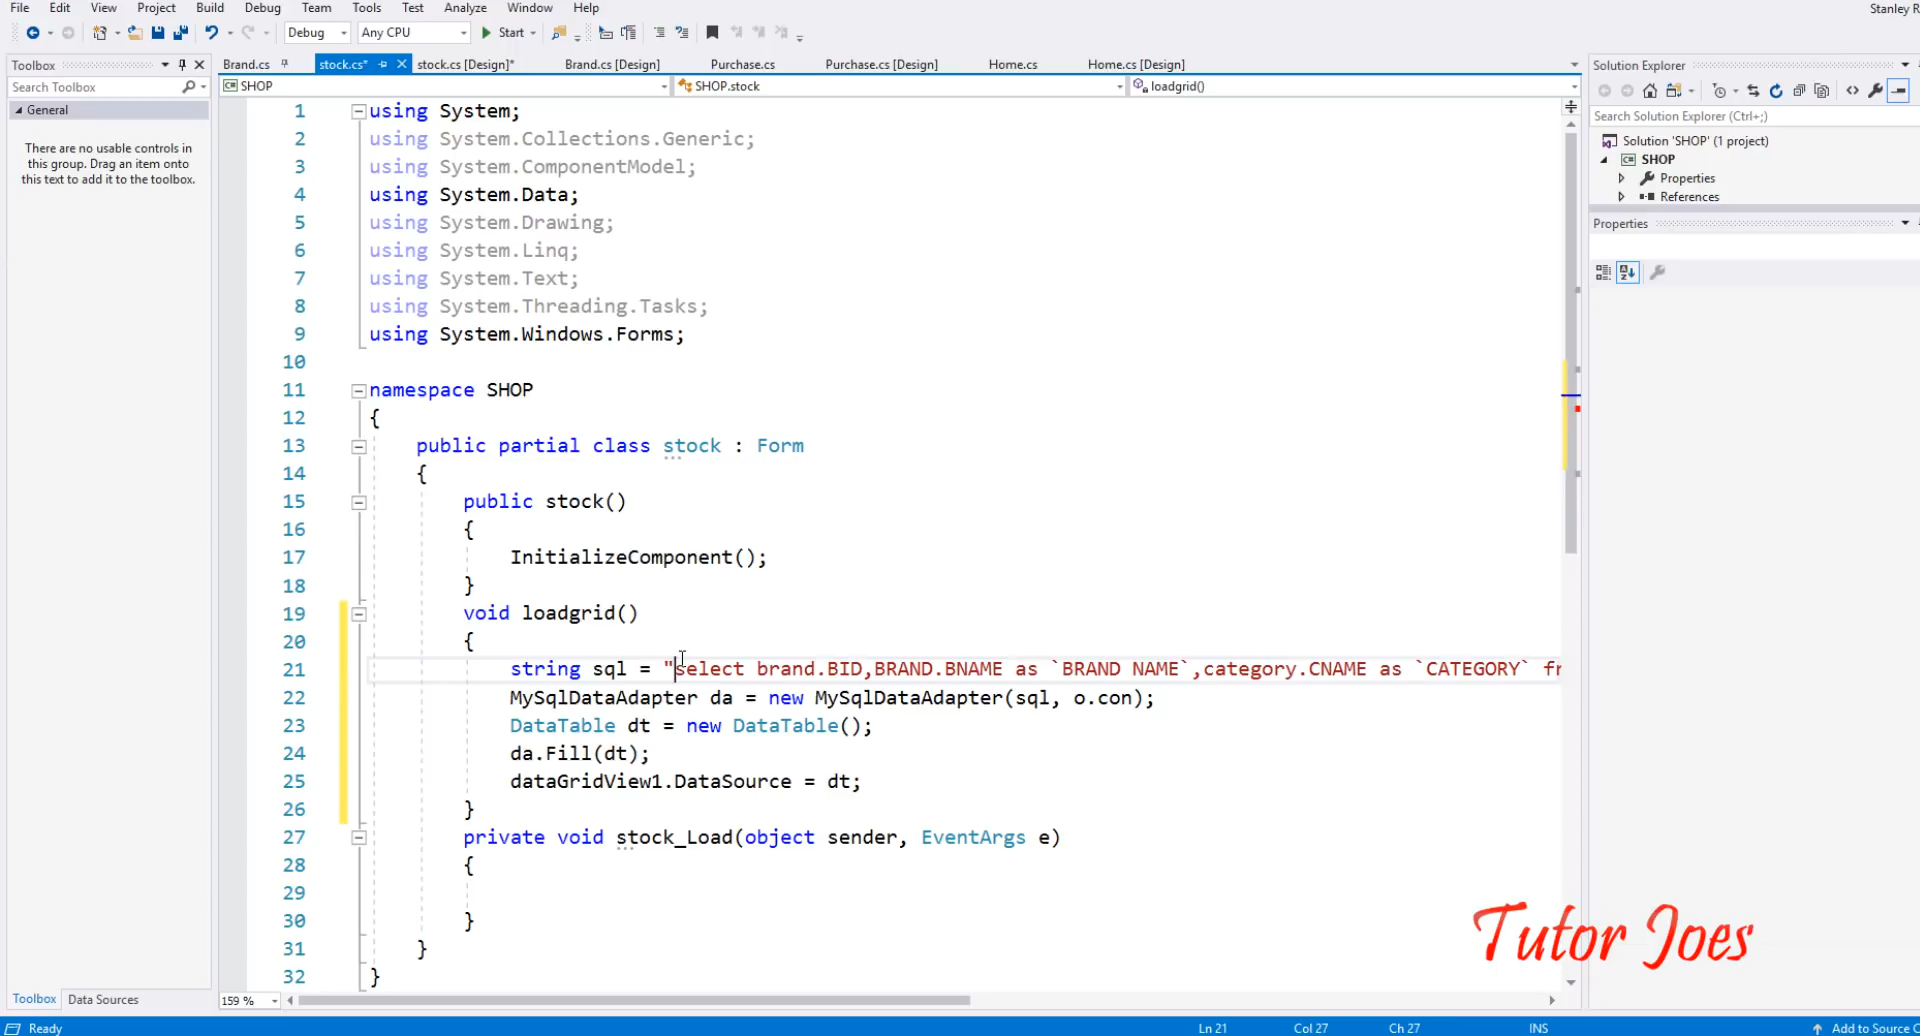 File Edit View Project Build Debug Team Tools Test Analyze Window Help
Stanley R
Debug Any CPU Start
Toolbox
Search Toolbox
General
There are no usable controls in
this group. Drag an item onto
this text to add it to the toolbox.
Brand.cs stock.cs* stock.cs [Design]* Brand.cs [Design] Purchase.cs Purchase.cs [Design] Home.cs Home.cs [Design]
SHOP SHOP.stock loadgrid()
1 using System;
2 using System.Collections.Generic;
3 using System.ComponentModel;
4 using System.Data;
5 using System.Drawing;
6 using System.Linq;
7 using System.Text;
8 using System.Threading.Tasks;
9 using System.Windows.Forms;
10
11 namespace SHOP
12 {
13 public partial class stock : Form
14 {
15 public stock()
16 {
17 InitializeComponent();
18 }
19 void loadgrid()
20 {
21 string sql = "select brand.BID,BRAND.BNAME as `BRAND NAME`,category.CNAME as `CATEGORY` fr
22 MySqlDataAdapter da = new MySqlDataAdapter(sql, o.con);
23 DataTable dt = new DataTable();
24 da.Fill(dt);
25 dataGridView1.DataSource = dt;
26 }
27 private void stock_Load(object sender, EventArgs e)
28 {
29
30 }
31 }
32 }
159 %
Solution Explorer
Search Solution Explorer (Ctrl+;)
Solution 'SHOP' (1 project)
SHOP
Properties
References
Properties
Tutor Joes
Toolbox Data Sources
Ready Ln 21 Col 27 Ch 27 INS Add to Source C